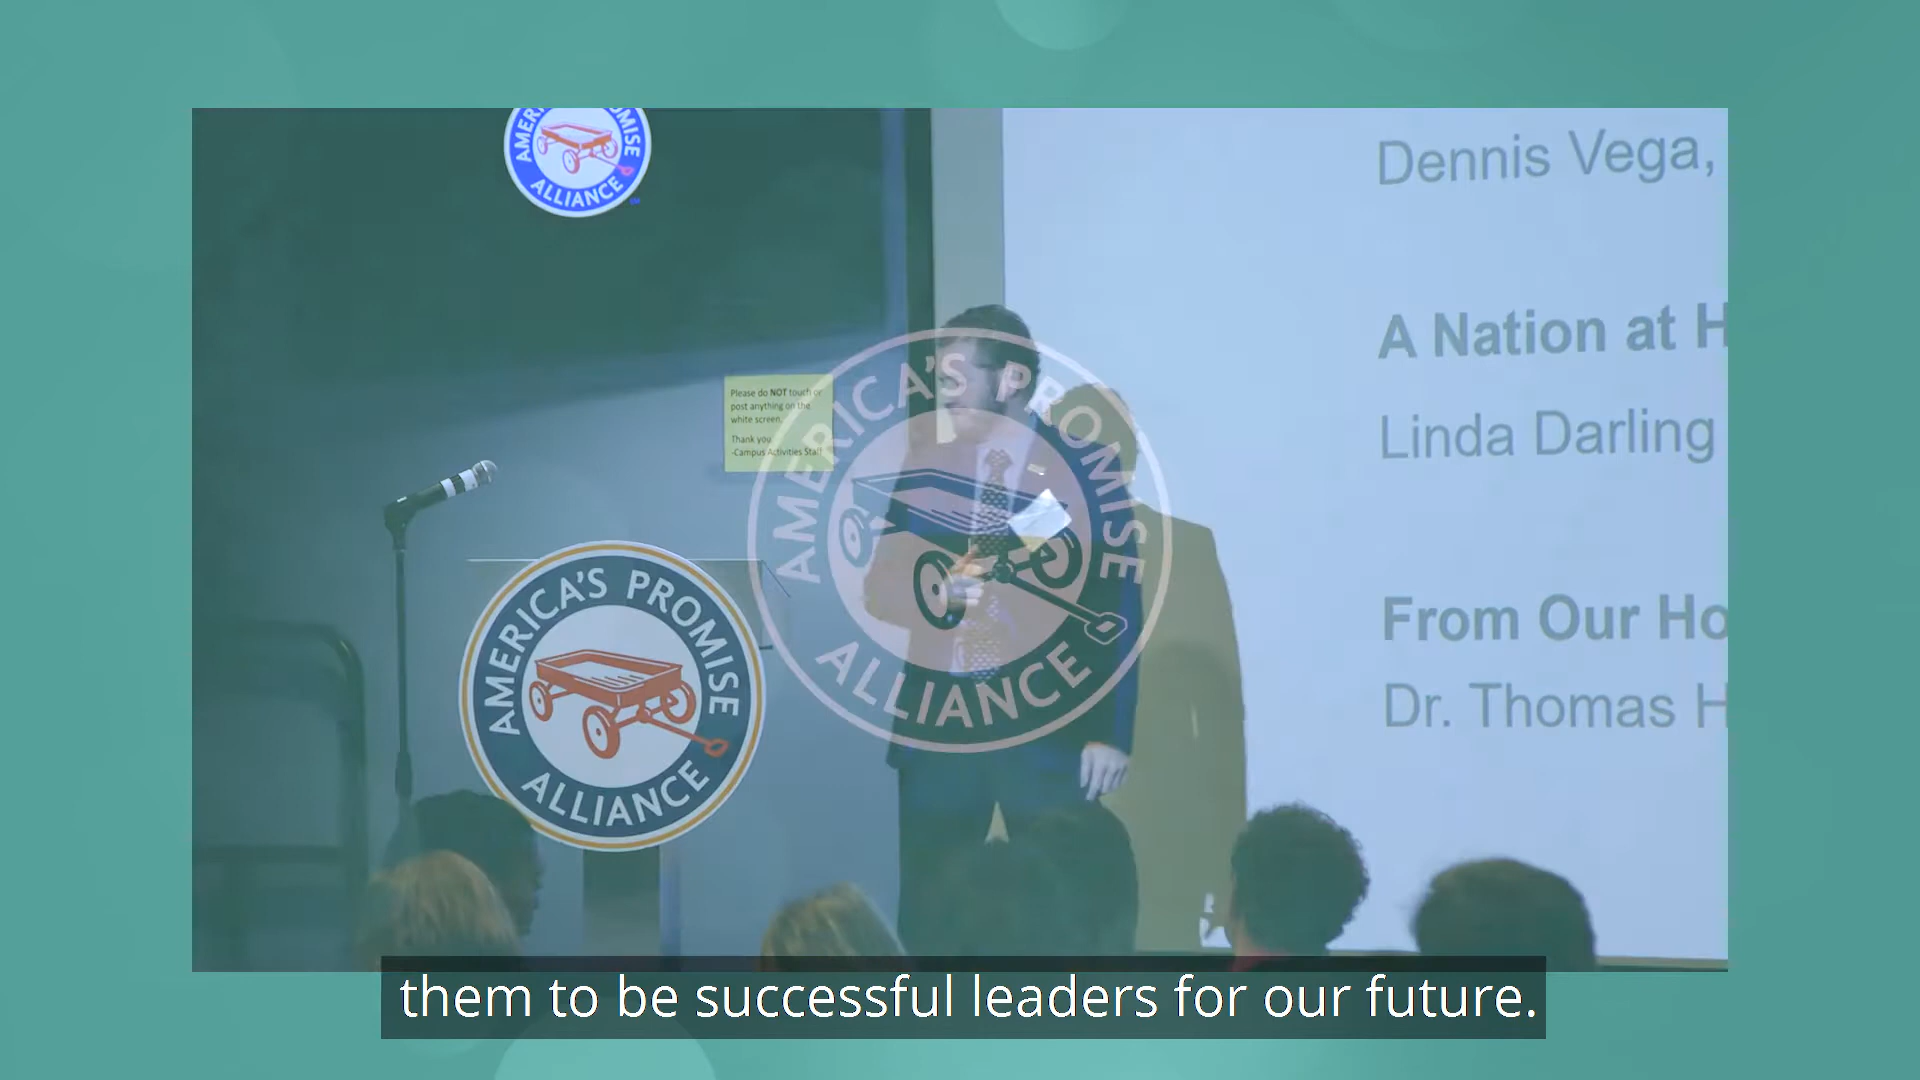 AMERICA'S PROMISE
ALLIANCE
Dennis Vega,
A Nation at H
Linda Darling
From Our Ho
Dr. Thomas H
Please do NOT touch or
post anything on the
white screen.
Thank you
-Campus Activities Staff
AMERICA'S PROMISE
ALLIANCE
AMERICA'S PROMISE
ALLIANCE
them to be successful leaders for our future.